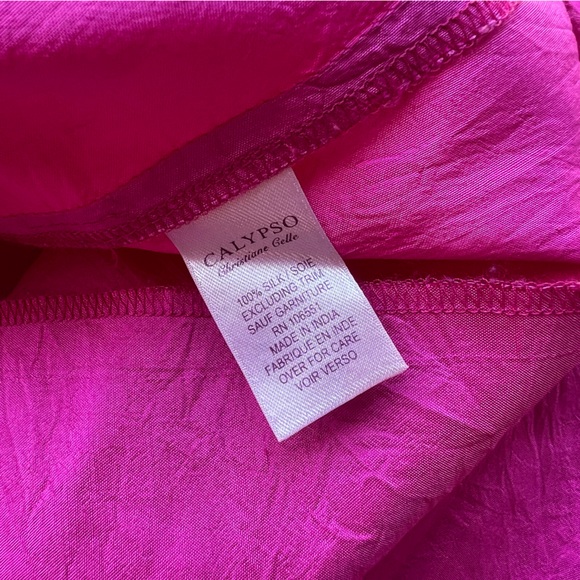 CALYPSO
Christiane Celle
100% SILK / SOIE
EXCLUDING TRIM
SAUF GARNITURE
RN 106551
MADE IN INDIA
FABRIQUE EN INDE
OVER FOR CARE
VOIR VERSO